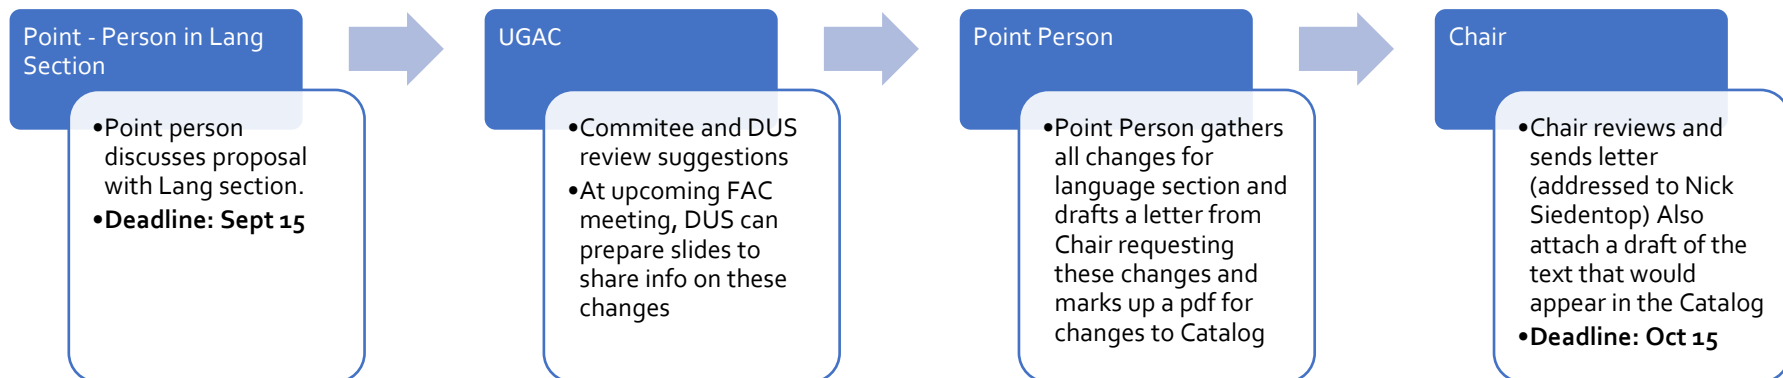 Point - Person in Lang
Section
•Point person
discusses proposal
with Lang section.
•Deadline: Sept 15
UGAC
•Commitee and DUS
review suggestions
•At upcoming FAC
meeting, DUS can
prepare slides to
share info on these
changes
Point Person
•Point Person gathers
all changes for
language section and
drafts a letter from
Chair requesting
these changes and
marks up a pdf for
changes to Catalog
Chair
•Chair reviews and
sends letter
(addressed to Nick
Siedentop) Also
attach a draft of the
text that would
appear in the Catalog
•Deadline: Oct 15